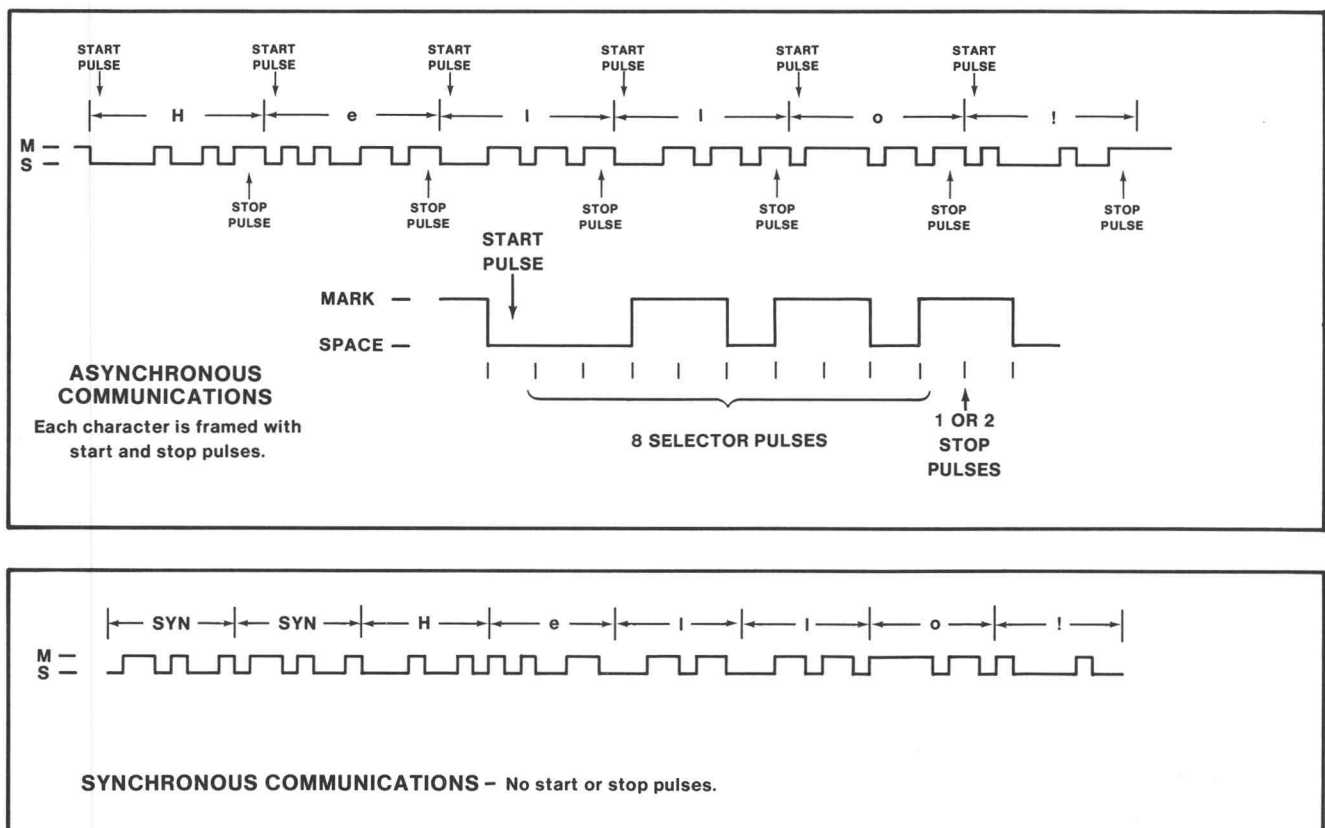 START START START START START START
PULSE PULSE PULSE PULSE PULSE PULSE
H e l l o !
M
S
STOP STOP STOP STOP STOP STOP
PULSE PULSE PULSE PULSE PULSE PULSE
START
PULSE
MARK
SPACE
ASYNCHRONOUS
COMMUNICATIONS
Each character is framed with
start and stop pulses.
8 SELECTOR PULSES
1 OR 2
STOP
PULSES
SYN SYN H e l l o !
M
S
SYNCHRONOUS COMMUNICATIONS – No start or stop pulses.